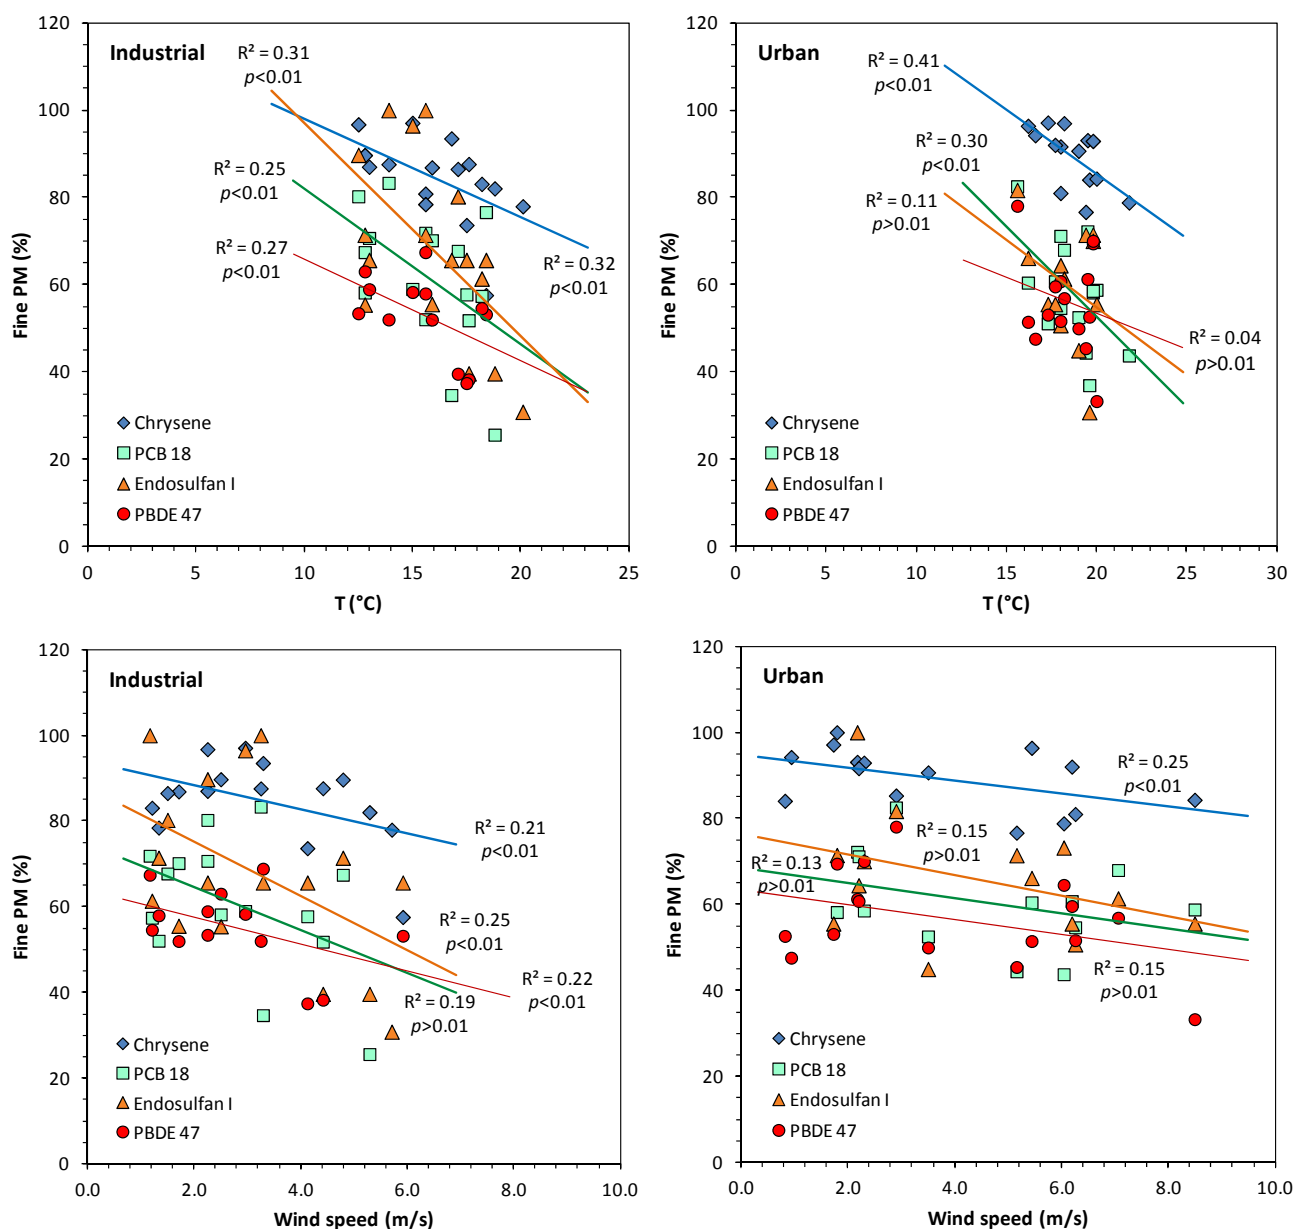 120
100
80
60
40
20
0
Fine PM (%)
Industrial
R² = 0.31
p<0.01
R² = 0.25
p<0.01
R² = 0.27
p<0.01
R² = 0.32
p<0.01
Chrysene
PCB 18
Endosulfan I
PBDE 47
0 5 10 15 20 25
T (°C)
120
100
80
60
40
20
0
Fine PM (%)
Urban
R² = 0.41
p<0.01
R² = 0.30
p<0.01
R² = 0.11
p>0.01
R² = 0.04
p>0.01
Chrysene
PCB 18
Endosulfan I
PBDE 47
0 5 10 15 20 25 30
T (°C)
120
100
80
60
40
20
0
Fine PM (%)
Industrial
R² = 0.21
p<0.01
R² = 0.25
p<0.01
R² = 0.22
p<0.01
R² = 0.19
p>0.01
Chrysene
PCB 18
Endosulfan I
PBDE 47
0.0 2.0 4.0 6.0 8.0 10.0
Wind speed (m/s)
120
100
80
60
40
20
0
Fine PM (%)
Urban
R² = 0.25
p<0.01
R² = 0.15
p>0.01
R² = 0.13
p>0.01
R² = 0.15
p>0.01
Chrysene
PCB 18
Endosulfan I
PBDE 47
0.0 2.0 4.0 6.0 8.0 10.0
Wind speed (m/s)